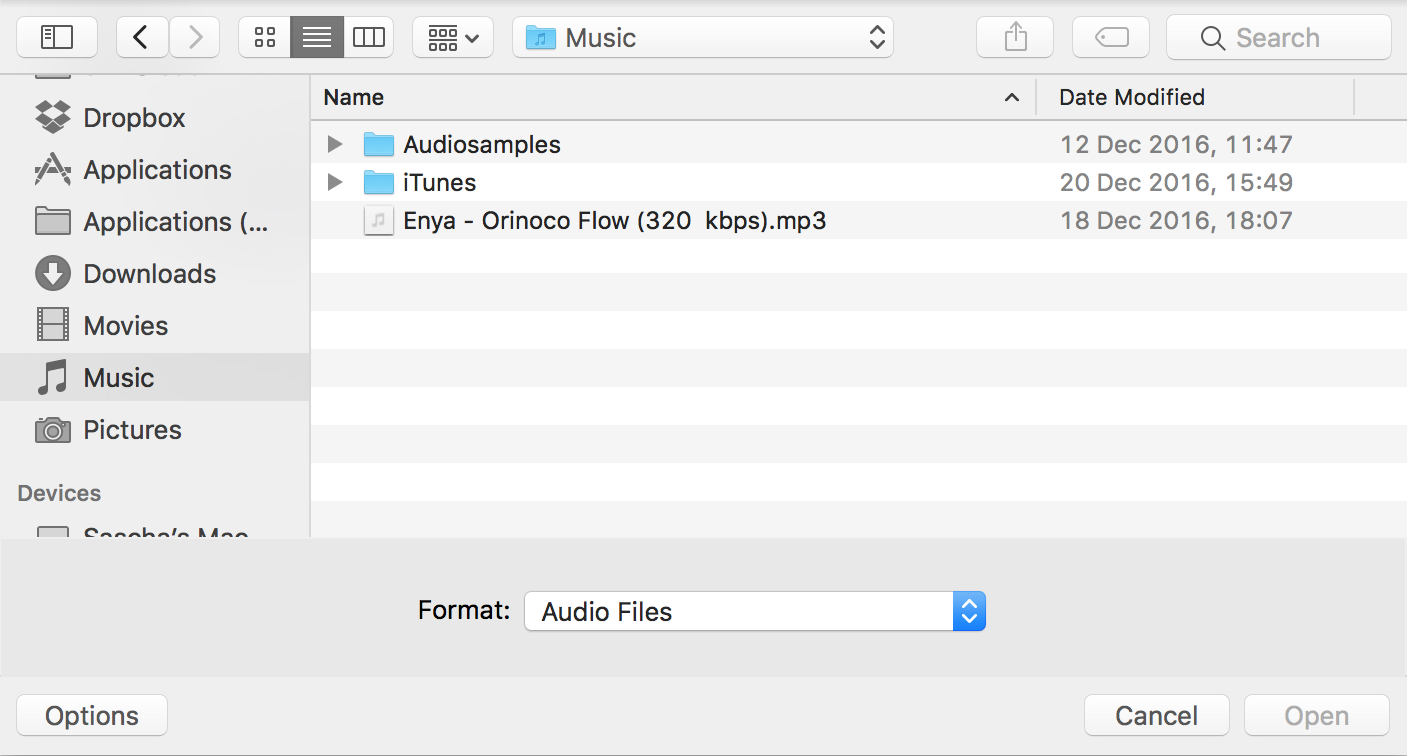 Music
Search
Dropbox
Applications
Applications (...
Downloads
Movies
Music
Pictures
Devices
Sascha's Mac
Name Date Modified
Audiosamples 12 Dec 2016, 11:47
iTunes 20 Dec 2016, 15:49
Enya - Orinoco Flow (320  kbps).mp3 18 Dec 2016, 18:07
Format: Audio Files
Options
Cancel
Open